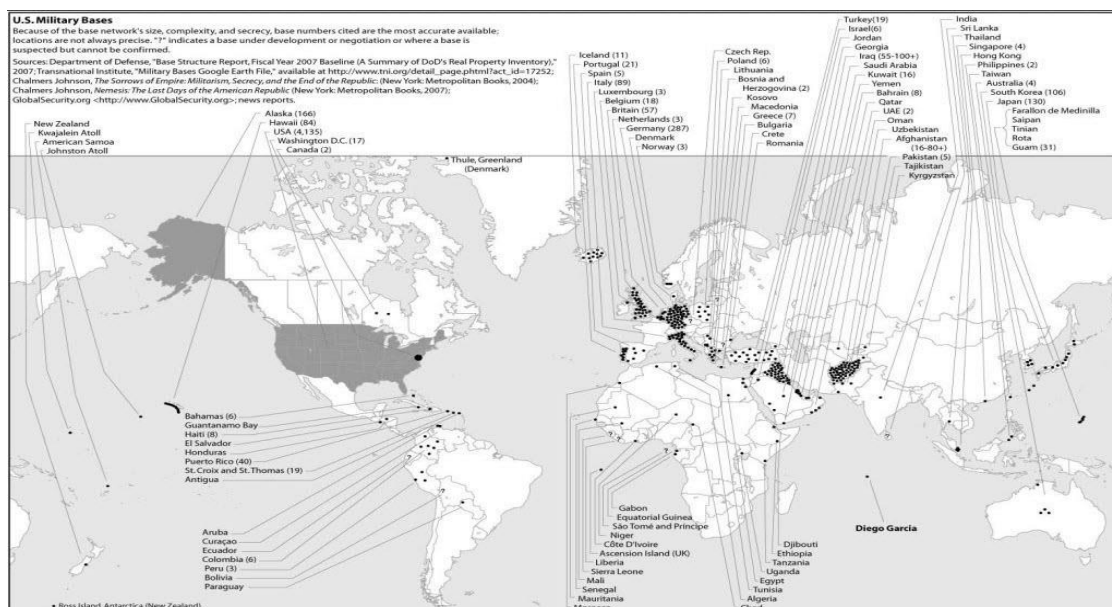 U.S. Military Bases
Because of the base network's size, complexity, and secrecy, base numbers cited are the most accurate available;
locations are not always precise. "?" indicates a base under development or negotiation or where a base is
suspected but cannot be confirmed.
Sources: Department of Defense, "Base Structure Report, Fiscal Year 2007 Baseline (A Summary of DoD's Real Property Inventory),"
2007; Transnational Institute, "Military Bases Google Earth File," available at http://www.tni.org/detail_page.phtml?act_id=17252;
Chalmers Johnson, The Sorrows of Empire: Militarism, Secrecy, and the End of the Republic (New York: Metropolitan Books, 2004);
Chalmers Johnson, Nemesis: The Last Days of the American Republic (New York: Metropolitan Books, 2007);
GlobalSecurity.org <http://www.GlobalSecurity.org>; news reports.
New Zealand
Kwajalein Atoll
American Samoa
Johnston Atoll
Alaska (166)
Hawaii (84)
USA (4,135)
Washington D.C. (17)
Canada (2)
Thule, Greenland
(Denmark)
Iceland (11)
Portugal (21)
Spain (5)
Italy (89)
Luxembourg (3)
Belgium (18)
Britain (57)
Netherlands (3)
Germany (287)
Denmark
Norway (3)
Czech Rep.
Poland (6)
Lithuania
Bosnia and
Herzogovina (2)
Kosovo
Macedonia
Greece (7)
Bulgaria
Crete
Romania
Turkey (19)
Israel (6)
Jordan
Georgia
Iraq (55-100+)
Saudi Arabia
Kuwait (16)
Yemen
Bahrain (8)
Qatar
UAE (2)
Oman
Uzbekistan
Afghanistan
(16-80+)
Pakistan (5)
Tajikistan
Kyrgyzstan
India
Sri Lanka
Thailand
Singapore (4)
Hong Kong
Philippines (2)
Taiwan
Australia (4)
South Korea (106)
Japan (130)
Farallon de Medinilla
Saipan
Tinian
Rota
Guam (31)
Bahamas (6)
Guantanamo Bay
Haiti (8)
El Salvador
Honduras
Puerto Rico (40)
St. Croix and St. Thomas (19)
Antigua
Aruba
Curaçao
Ecuador
Colombia (6)
Peru (3)
Bolivia
Paraguay
Gabon
Equatorial Guinea
São Tomé and Príncipe
Niger
Côte D'Ivoire
Ascension Island (UK)
Liberia
Sierra Leone
Mali
Senegal
Mauritania
Djibouti
Ethiopia
Tanzania
Uganda
Egypt
Tunisia
Algeria
Diego Garcia
Ross Island, Antarctica (New Zealand)